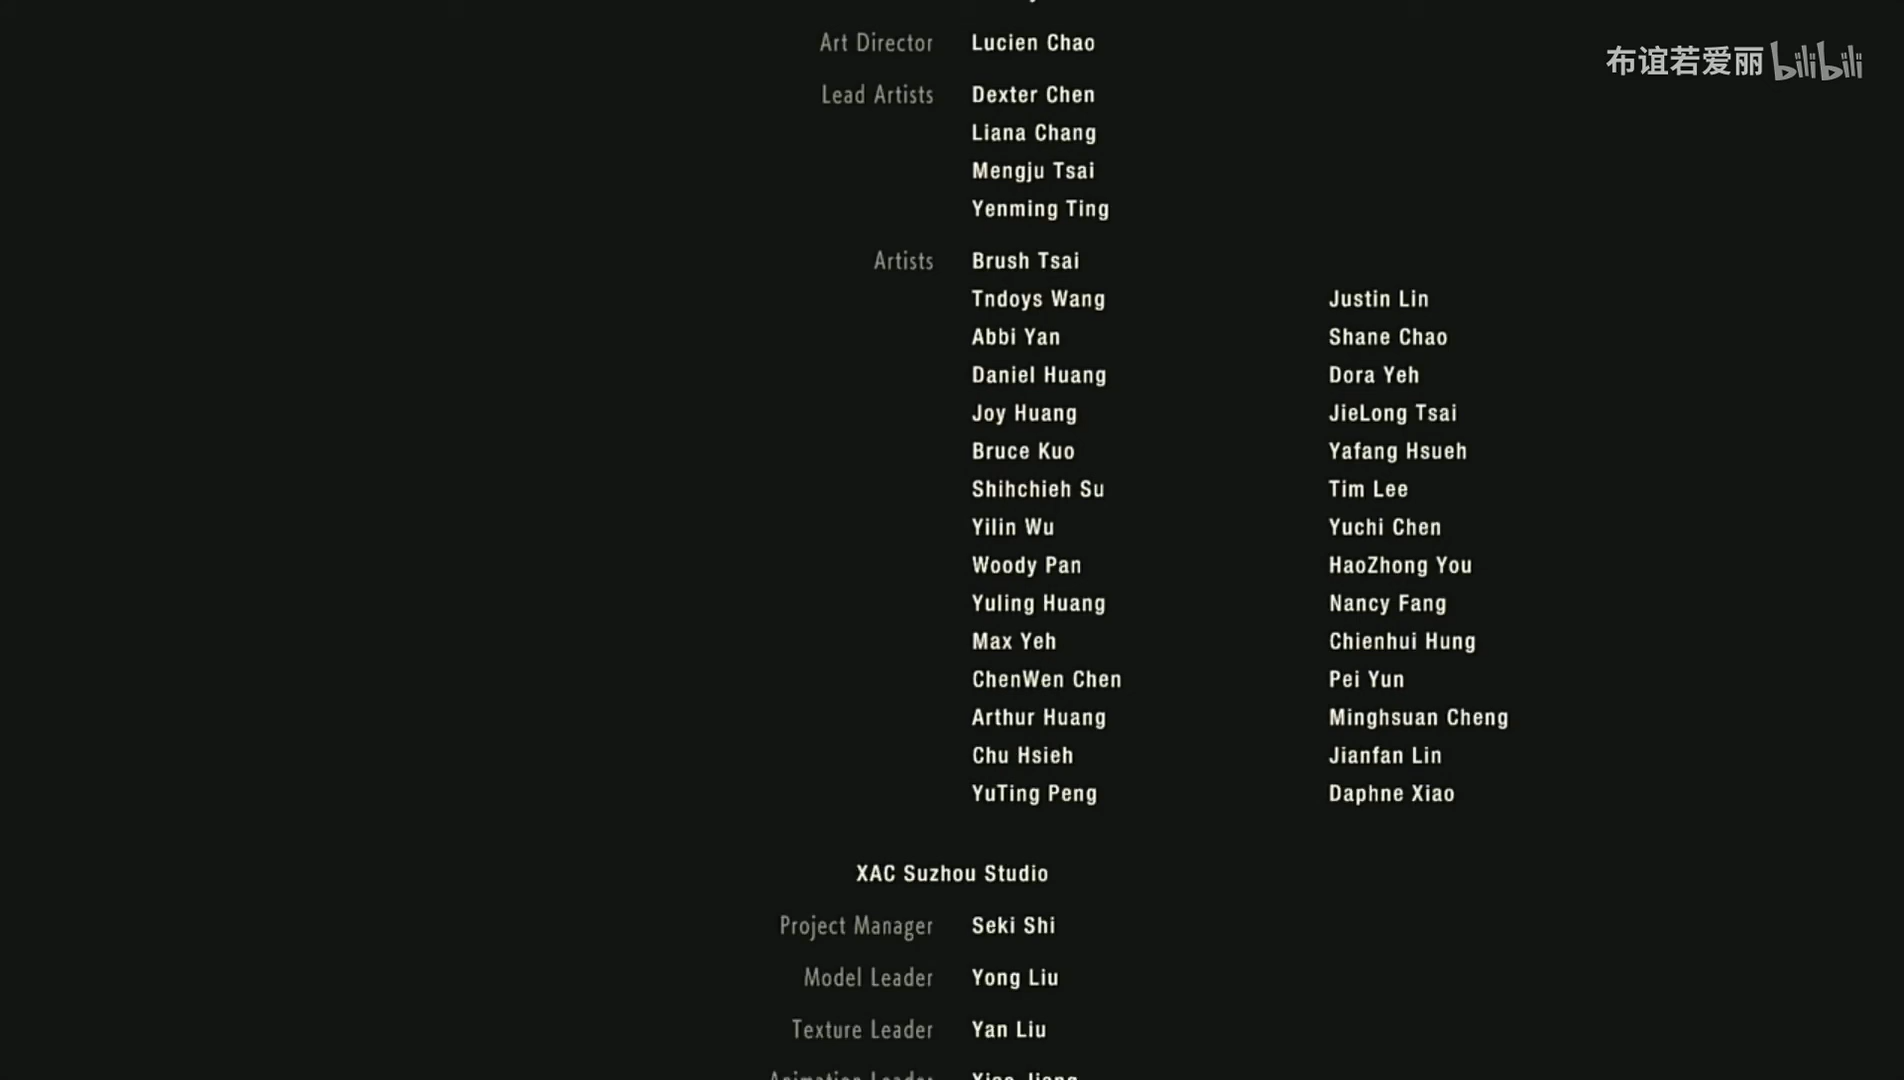 布谊若爱丽 bilibili
Art Director Lucien Chao
Lead Artists Dexter Chen
Liana Chang
Mengju Tsai
Yenming Ting
Artists Brush Tsai
Tndoys Wang Justin Lin
Abbi Yan Shane Chao
Daniel Huang Dora Yeh
Joy Huang JieLong Tsai
Bruce Kuo Yafang Hsueh
Shihchieh Su Tim Lee
Yilin Wu Yuchi Chen
Woody Pan HaoZhong You
Yuling Huang Nancy Fang
Max Yeh Chienhui Hung
ChenWen Chen Pei Yun
Arthur Huang Minghsuan Cheng
Chu Hsieh Jianfan Lin
YuTing Peng Daphne Xiao
XAC Suzhou Studio
Project Manager Seki Shi
Model Leader Yong Liu
Texture Leader Yan Liu
Animation Leader Xiao Jiang